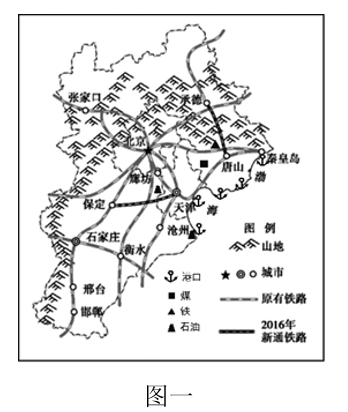 张家口
承德
北京
秦皇岛
唐山
渤
廊坊
天津
海
保定
沧州
石家庄
衡水
邢台
邯郸
图 例
山地
城市
原有铁路
2016年
新通铁路
港口
煤
铁
石油
图一